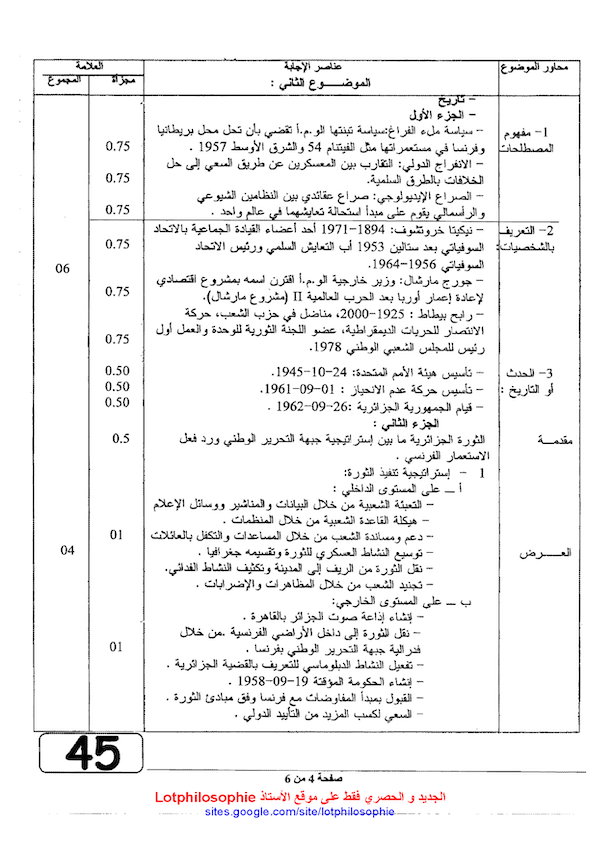 محاور الموضوع
عناصر الإجابة
العلامة
الموضـــــوع الثاني :
مجزأة
المجموع
– تاريخ
– الجزء الأول
1- مفهوم المصطلحات
– سياسة ملء الفراغ:سياسة تبنتها الو.م.أ تقضي بأن تحل محل بريطانيا
وفرنسا في مستعمراتها مثل الفيتنام 54 والشرق الأوسط 1957 .
0.75
– الانفراج الدولي: التقارب بين المعسكرين عن طريق السعي إلى حل
الخلافات بالطرق السلمية.
0.75
– الصراع الإيديولوجي: صراع عقائدي بين النظامين الشيوعي
والرأسمالي يقوم على مبدأ استحالة تعايشهما في عالم واحد .
0.75
2- التعريف بالشخصيات:
– نيكيتا خروتشوف: 1894-1971 أحد أعضاء القيادة الجماعية بالاتحاد
السوفياتي بعد ستالين 1953 أب التعايش السلمي ورئيس الاتحاد
السوفياتي 1956-1964.
0.75
06
– جورج مارشال: وزير خارجية الو.م.أ اقترن اسمه بمشروع اقتصادي
لإعادة إعمار أوربا بعد الحرب العالمية II (مشروع مارشال).
0.75
– رابح بيطاط : 1925-2000، مناضل في حزب الشعب، حركة
الانتصار للحريات الديمقراطية، عضو اللجنة الثورية للوحدة والعمل أول
رئيس للمجلس الشعبي الوطني 1978.
0.75
3- الحدث
أو التاريخ :
– تأسيس هيئة الأمم المتحدة: 24-10-1945.
0.50
– تأسيس حركة عدم الانحياز : 01-09-1961.
0.50
– قيام الجمهورية الجزائرية :26-09-1962 .
0.50
الجزء الثاني :
مقدمـــة
الثورة الجزائرية ما بين إستراتيجية جبهة التحرير الوطني ورد فعل
الاستعمار الفرنسي .
0.5
1 – إستراتيجية تنفيذ الثورة:
أ ــ على المستوى الداخلي :
– التعبئة الشعبية من خلال البيانات والمناشير ووسائل الإعلام
– هيكلة القاعدة الشعبية من خلال المنظمات .
– دعم ومساندة الشعب من خلال المساعدات والتكفل بالعائلات
01
العـــــرض
– توسيع النشاط العسكري للثورة وتقسيمه جغرافيا .
04
– نقل الثورة من الريف إلى المدينة وتكثيف النشاط الفدائي.
– تجنيد الشعب من خلال المظاهرات والإضرابات .
ب ــ على المستوى الخارجي:
– إنشاء إذاعة صوت الجزائر بالقاهرة .
– نقل الثورة إلى داخل الأراضي الفرنسية .من خلال
فدرالية جبهة التحرير الوطني بفرنسا .
01
– تفعيل النشاط الدبلوماسي للتعريف بالقضية الجزائرية .
– إنشاء الحكومة المؤقتة 19-09-1958 .
– القبول بمبدأ المفاوضات مع فرنسا وفق مبادئ الثورة .
– السعي لكسب المزيد من التأييد الدولي .
45
صفحة 4 من 6
الجديد و الحصري فقط على موقع الأستاذ Lotphilosophie
sites.google.com/site/lotphilosophie